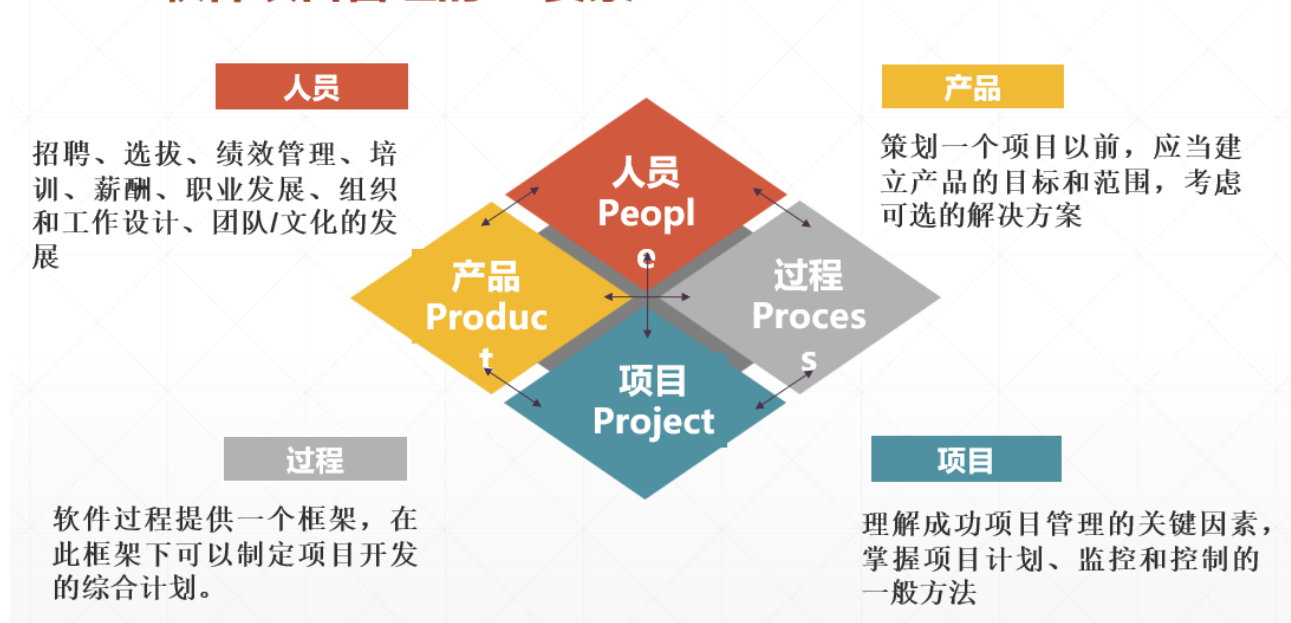 人员
招聘、选拔、绩效管理、培
训、薪酬、职业发展、组织
和工作设计、团队/文化的发
展
产品
策划一个项目以前，应当建
立产品的目标和范围，考虑
可选的解决方案
人员
Peopl
e
产品
Produc
t
过程
Proces
s
项目
Project
过程
软件过程提供一个框架，在
此框架下可以制定项目开发
的综合计划。
项目
理解成功项目管理的关键因素，
掌握项目计划、监控和控制的
一般方法